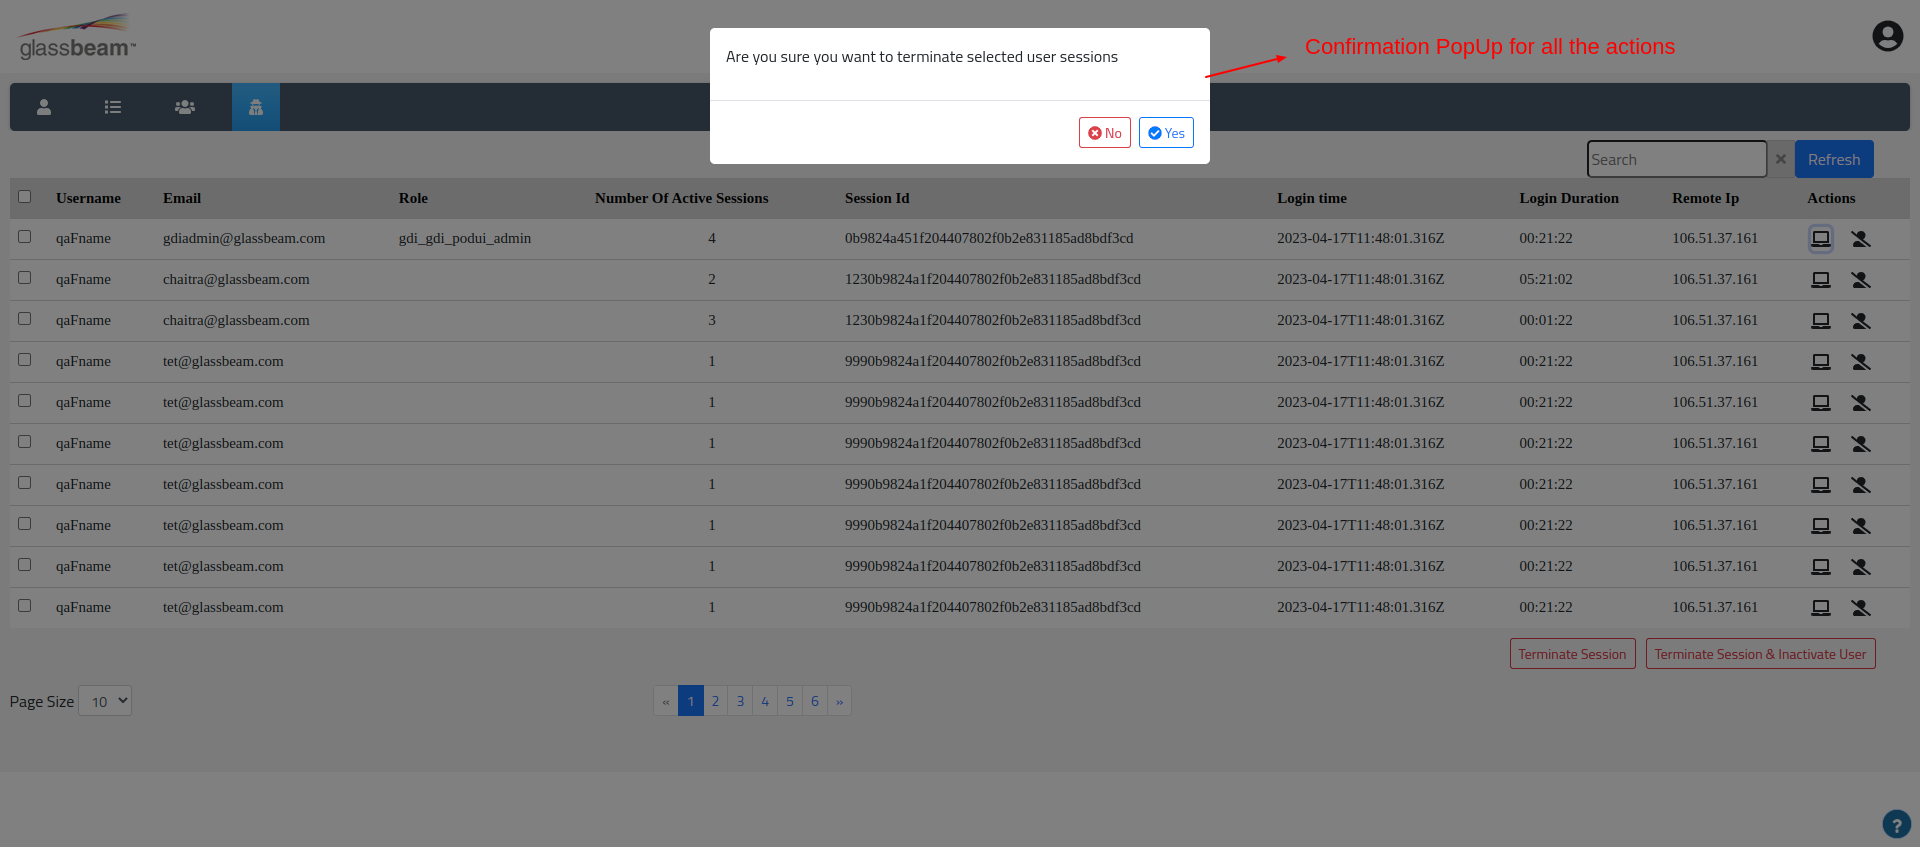 glassbeam™
Are you sure you want to terminate selected user sessions
Confirmation PopUp for all the actions
No Yes
Search × Refresh
Username Email Role Number Of Active Sessions Session Id Login time Login Duration Remote Ip Actions
qaFname gdiadmin@glassbeam.com gdi_gdi_podui_admin 4 0b9824a451f204407802f0b2e831185ad8bdf3cd 2023-04-17T11:48:01.316Z 00:21:22 106.51.37.161
qaFname chaitra@glassbeam.com 2 1230b9824a1f204407802f0b2e831185ad8bdf3cd 2023-04-17T11:48:01.316Z 05:21:02 106.51.37.161
qaFname chaitra@glassbeam.com 3 1230b9824a1f204407802f0b2e831185ad8bdf3cd 2023-04-17T11:48:01.316Z 00:01:22 106.51.37.161
qaFname tet@glassbeam.com 1 9990b9824a1f204407802f0b2e831185ad8bdf3cd 2023-04-17T11:48:01.316Z 00:21:22 106.51.37.161
qaFname tet@glassbeam.com 1 9990b9824a1f204407802f0b2e831185ad8bdf3cd 2023-04-17T11:48:01.316Z 00:21:22 106.51.37.161
qaFname tet@glassbeam.com 1 9990b9824a1f204407802f0b2e831185ad8bdf3cd 2023-04-17T11:48:01.316Z 00:21:22 106.51.37.161
qaFname tet@glassbeam.com 1 9990b9824a1f204407802f0b2e831185ad8bdf3cd 2023-04-17T11:48:01.316Z 00:21:22 106.51.37.161
qaFname tet@glassbeam.com 1 9990b9824a1f204407802f0b2e831185ad8bdf3cd 2023-04-17T11:48:01.316Z 00:21:22 106.51.37.161
qaFname tet@glassbeam.com 1 9990b9824a1f204407802f0b2e831185ad8bdf3cd 2023-04-17T11:48:01.316Z 00:21:22 106.51.37.161
qaFname tet@glassbeam.com 1 9990b9824a1f204407802f0b2e831185ad8bdf3cd 2023-04-17T11:48:01.316Z 00:21:22 106.51.37.161
Terminate Session Terminate Session & Inactivate User
Page Size 10 « 1 2 3 4 5 6 »
?